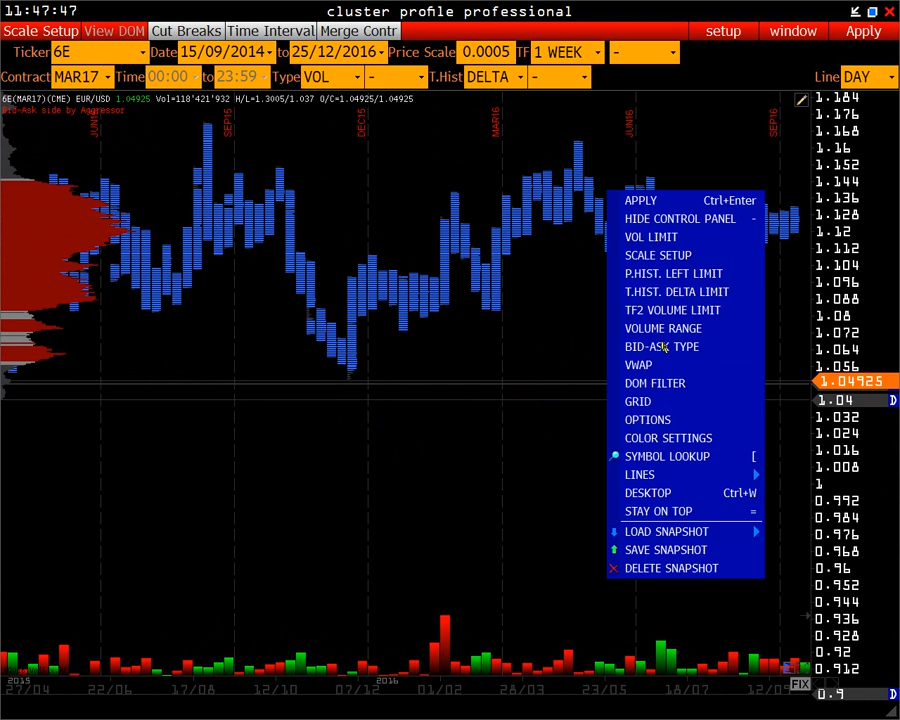 11:47:47 cluster profile professional
Scale Setup View DOM Cut Breaks Time Interval Merge Contr setup window Apply
Ticker 6E Date 15/09/2014 to 25/12/2016 Price Scale 0.0005 TF 1 WEEK -
Contract MAR17 Time 00:00 to 23:59 Type VOL - T.Hist DELTA - Line DAY
6E(MAR17)(CME) EUR/USD 1.04925 Vol=118'421'932 H/L=1.3005/1.037 O/C=1.04925/1.04925
Bid-Ask side by Aggressor
JUN15
SEP15
DEC15
MAR16
JUN16
SEP16
APPLY Ctrl+Enter
HIDE CONTROL PANEL -
VOL LIMIT
SCALE SETUP
P.HIST. LEFT LIMIT
T.HIST. DELTA LIMIT
TF2 VOLUME LIMIT
VOLUME RANGE
BID-ASK TYPE
VWAP
DOM FILTER
GRID
OPTIONS
COLOR SETTINGS
SYMBOL LOOKUP [
LINES
DESKTOP Ctrl+W
STAY ON TOP =
LOAD SNAPSHOT
SAVE SNAPSHOT
DELETE SNAPSHOT
1.184
1.176
1.168
1.16
1.152
1.144
1.136
1.128
1.12
1.112
1.104
1.096
1.088
1.08
1.072
1.064
1.056
1.04925
1.04 D
1.032
1.024
1.016
1.008
1
0.992
0.984
0.976
0.968
0.96
0.952
0.944
0.936
0.928
0.92
0.912
0.9 D
2015 2016
27/04 22/06 17/08 12/10 07/12 01/02 28/03 23/05 18/07 12/09 FIX